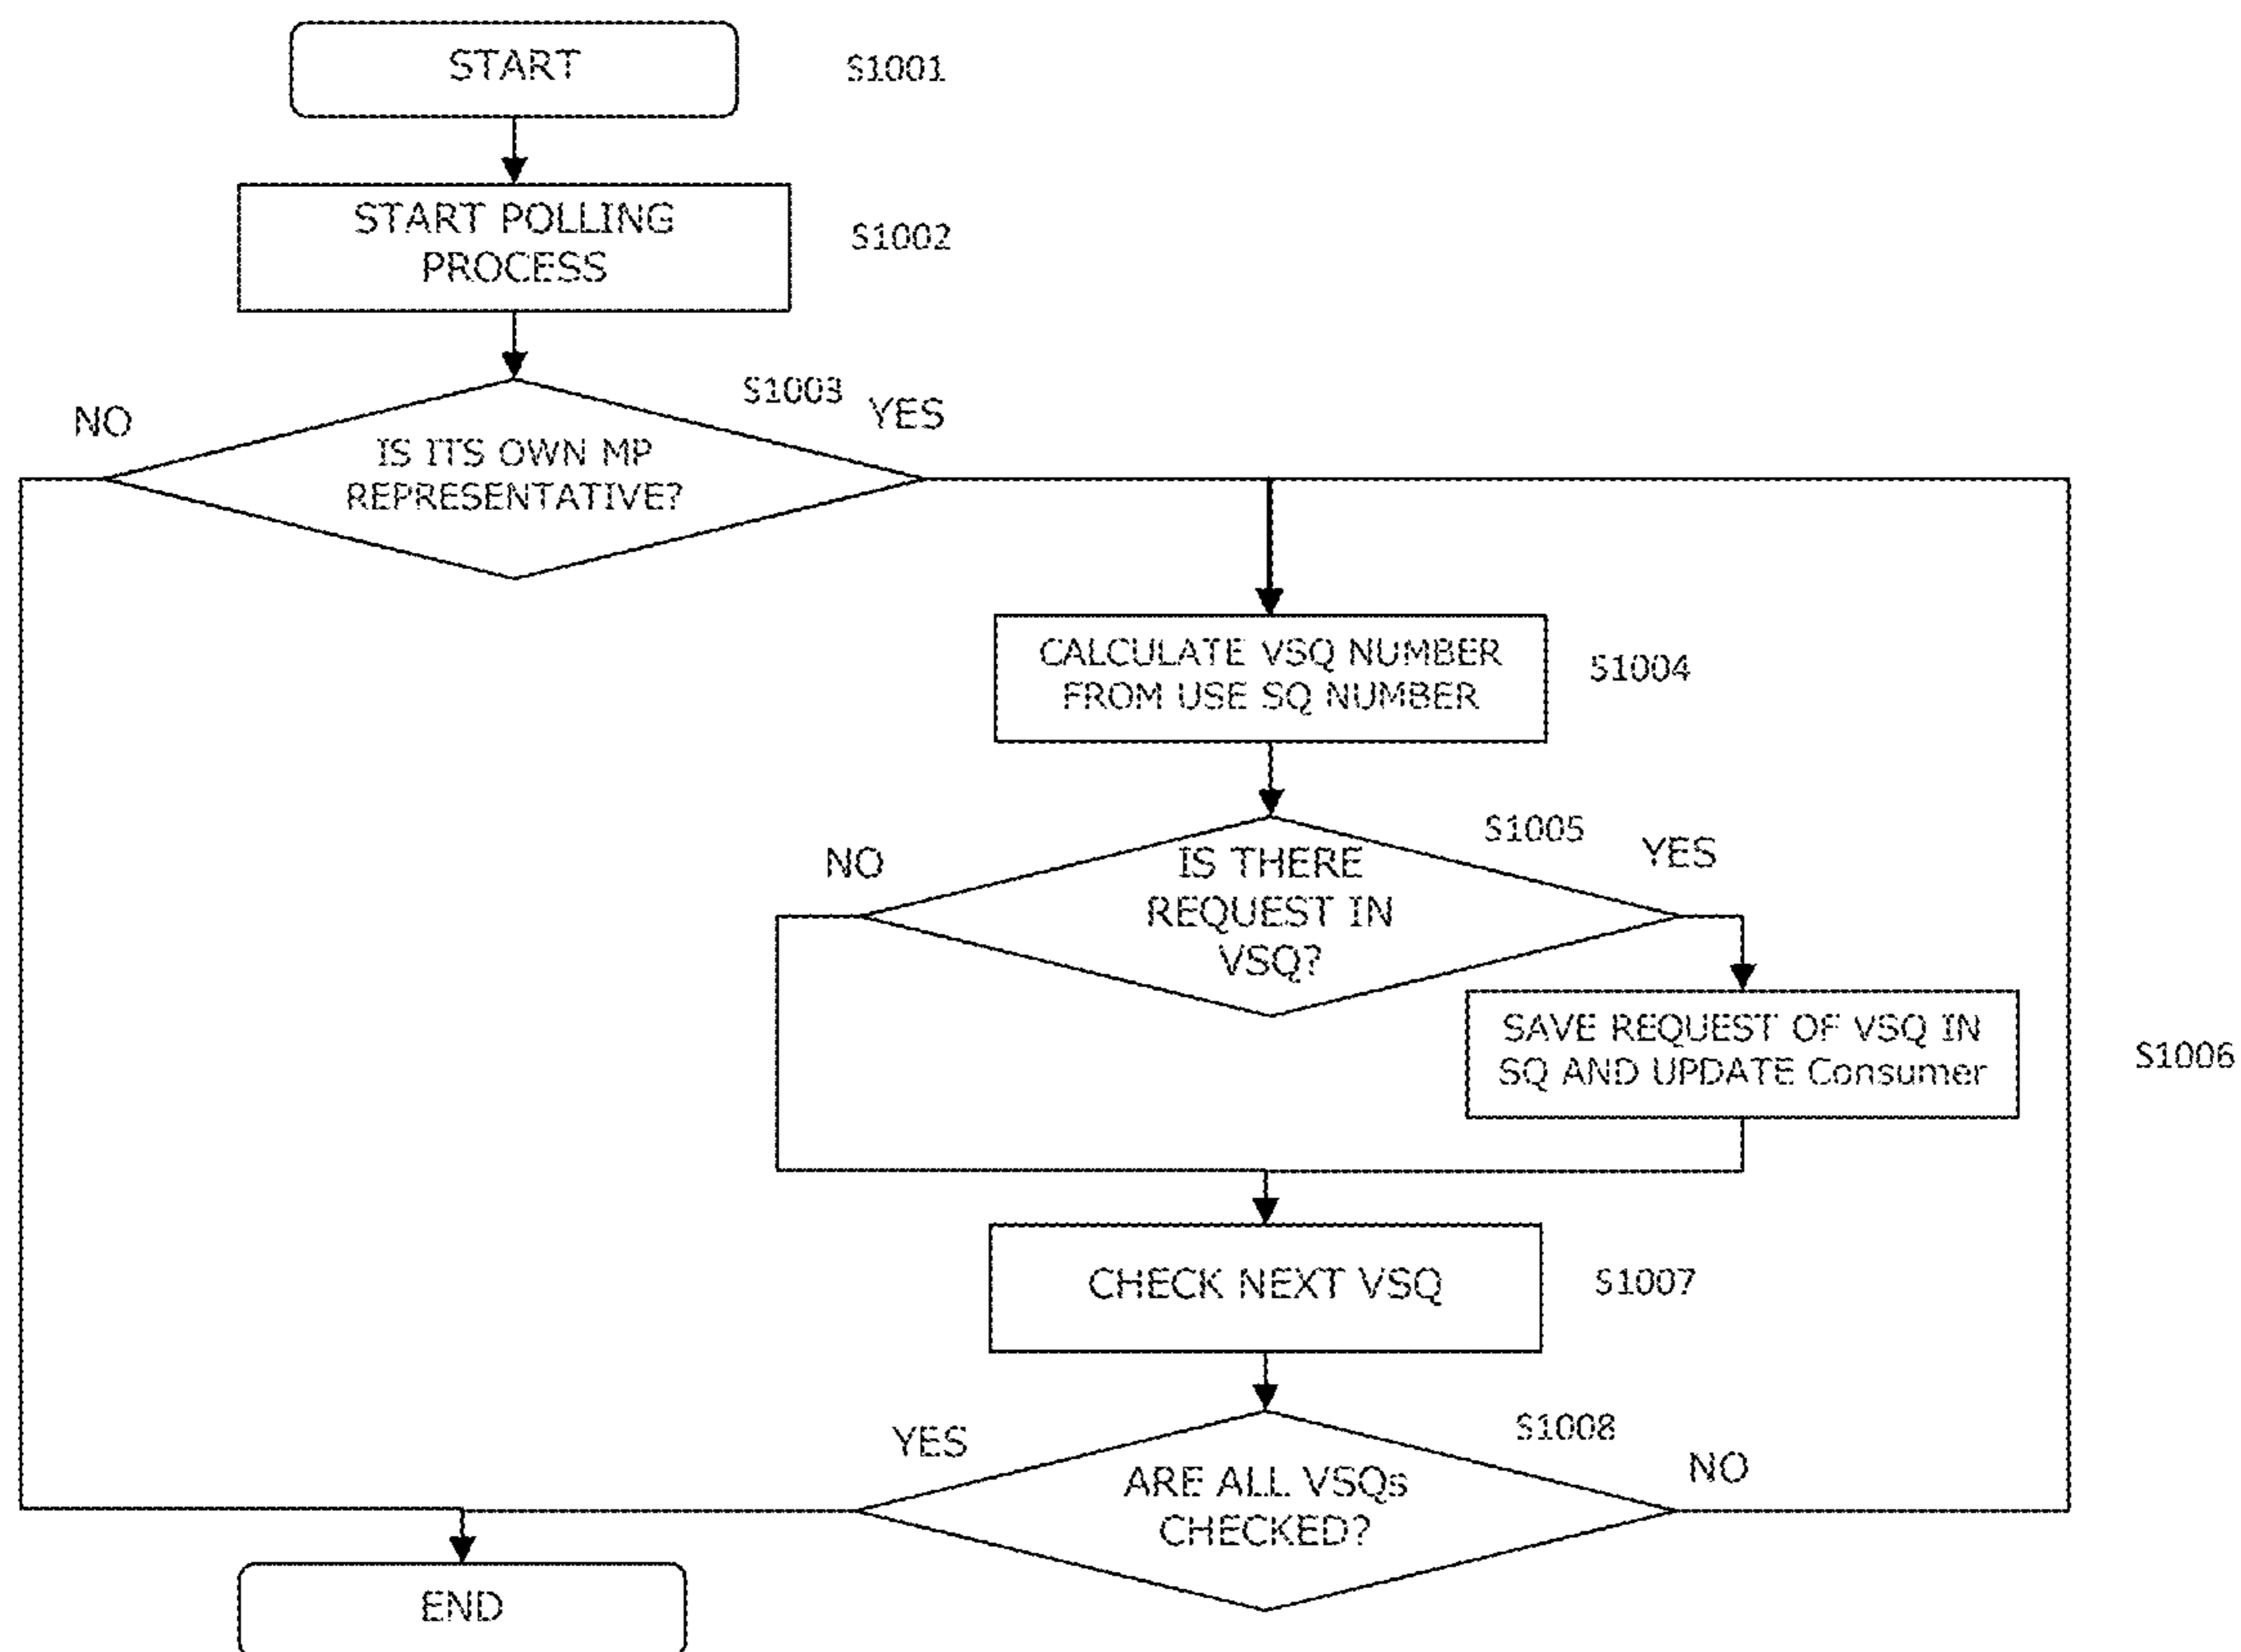 START
S1001
START POLLING
PROCESS
S1002
S1003
NO
YES
IS ITS OWN MP
REPRESENTATIVE?
CALCULATE VSQ NUMBER
FROM USE SQ NUMBER
S1004
S1005
NO
YES
IS THERE
REQUEST IN
VSQ?
SAVE REQUEST OF VSQ IN
SQ AND UPDATE Consumer
S1006
CHECK NEXT VSQ
S1007
S1008
YES
NO
ARE ALL VSQs
CHECKED?
END